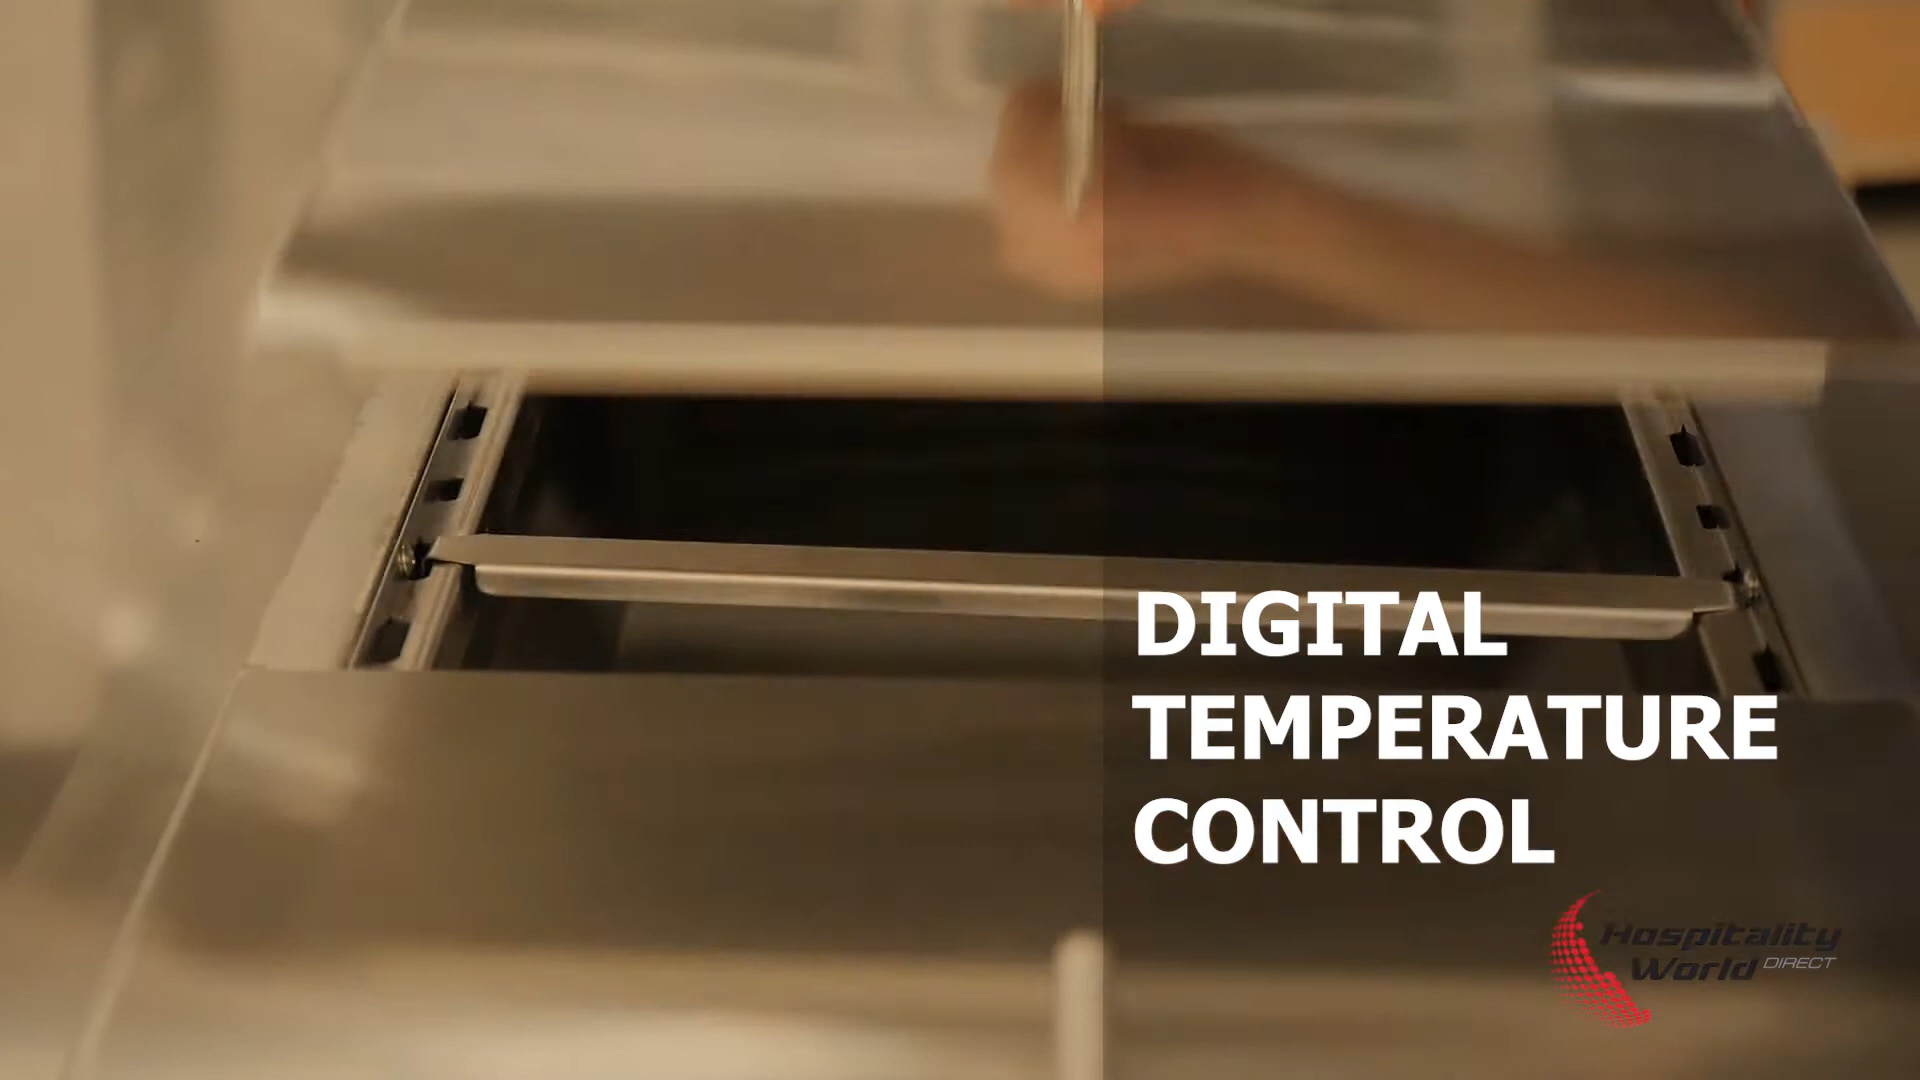 DIGITAL
TEMPERATURE
CONTROL
Hospitality
World DIRECT